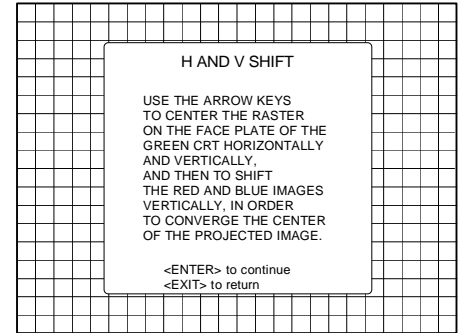 H AND V SHIFT
USE THE ARROW KEYS
TO CENTER THE RASTER
ON THE FACE PLATE OF THE
GREEN CRT HORIZONTALLY
AND VERTICALLY,
AND THEN TO SHIFT
THE RED AND BLUE IMAGES
VERTICALLY, IN ORDER
TO CONVERGE THE CENTER
OF THE PROJECTED IMAGE.
<ENTER> to continue
<EXIT> to return